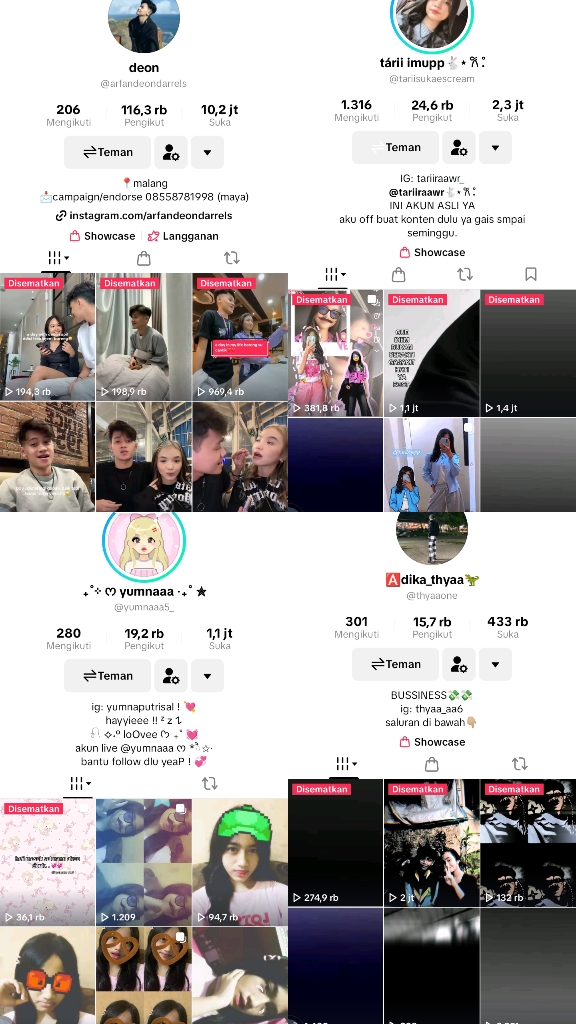 deon
@arfandeondarrels
206
Mengikuti
116,3 rb
Pengikut
10,2 jt
Suka
Teman
📍malang
📩campaign/endorse 08558781998 (maya)
instagram.com/arfandeondarrels
Showcase
Langganan
Disematkan
Disematkan
Disematkan
194,3 rb
198,9 rb
969,4 rb
tárii imupp🐇⋆ 𐙚 ̊.
@tariisukaescream
1.316
Mengikuti
24,6 rb
Pengikut
2,3 jt
Suka
Teman
IG: tariiraawr_
@tariiraawr🐇⋆ 𐙚 ̊.
INI AKUN ASLI YA
aku off buat konten dulu ya gais smpai
seminggu.
Showcase
Disematkan
Disematkan
Disematkan
381,8 rb
1,1 jt
1,4 jt
₊˚⊹ ღ yumnaaa ‧₊˚ ★
@yumnaaa5_
280
Mengikuti
19,2 rb
Pengikut
1,1 jt
Suka
Teman
ig: yumnaputrisal ! 💘
hayyieee !! ᶻ 𝗓 𐰁
loOvee ღ ₊˚ 💓
akun live @yumnaaa ღ
bantu follow dlu yeaP ! 💞
Disematkan
36,1 rb
1.209
94,7 rb
🅰️dika_thyaa🦖
@thyaaone
301
Mengikuti
15,7 rb
Pengikut
433 rb
Suka
Teman
BUSSINESS💸💸
ig: thyaa_aa6
saluran di bawah👇🏼
Showcase
Disematkan
Disematkan
Disematkan
274,9 rb
2 jt
132 rb